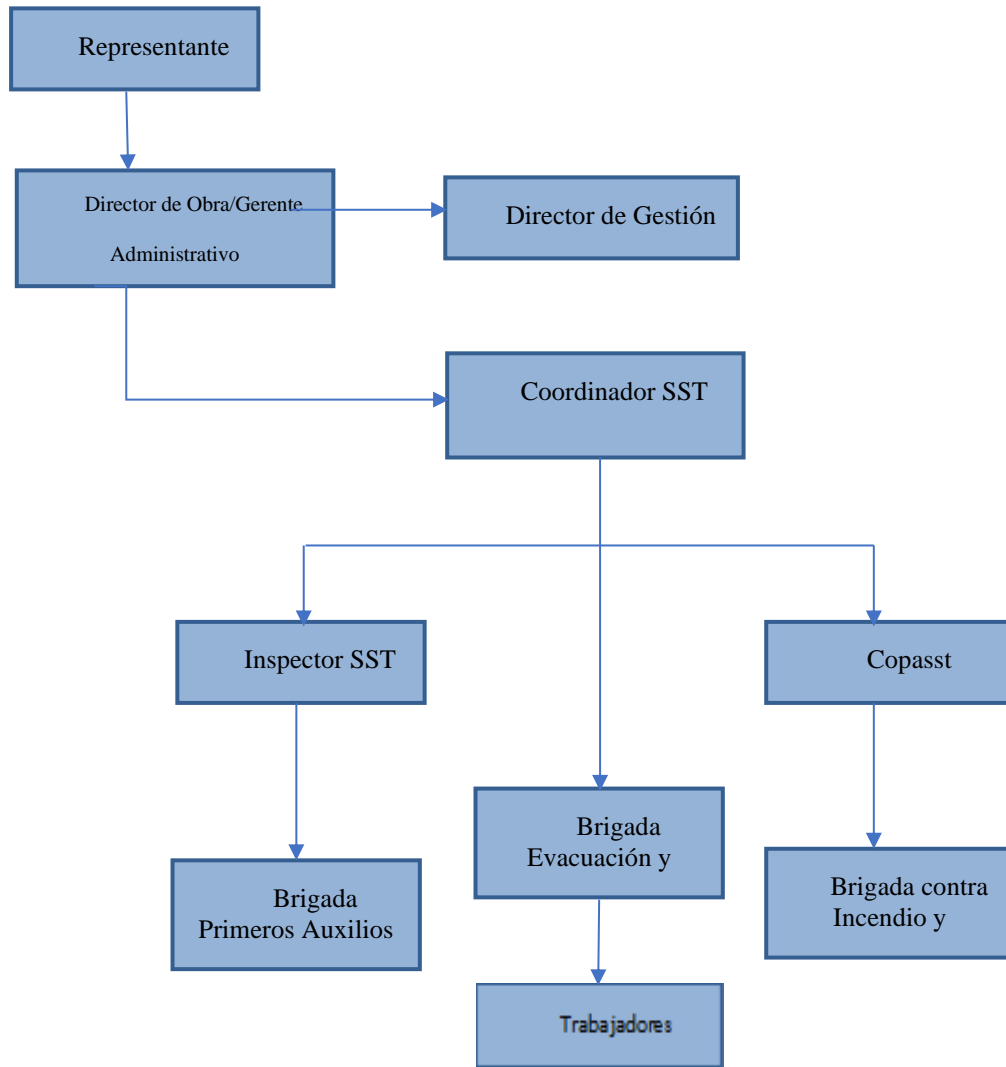 Representante
Director de Obra/Gerente
Administrativo
Director de Gestión
Coordinador SST
Inspector SST
Copasst
Brigada
Evacuación y
Brigada
Primeros Auxilios
Brigada contra
Incendio y
Trabajadores